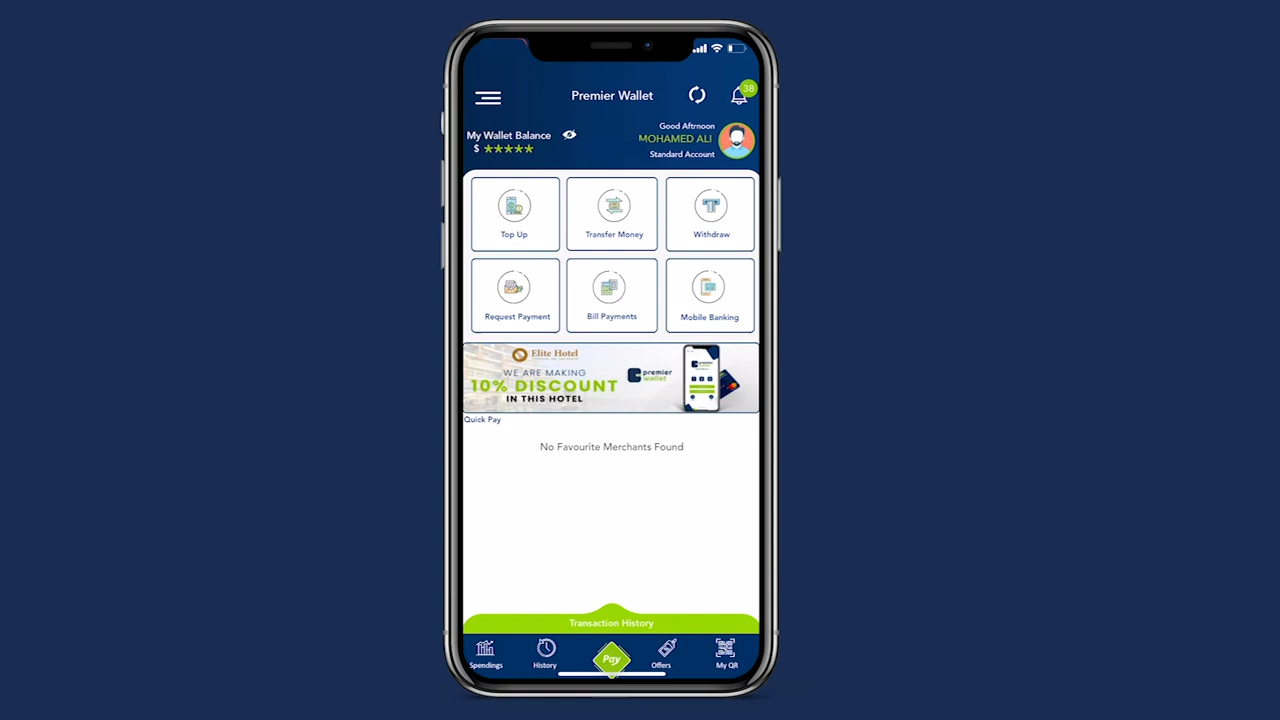 Premier Wallet
38
My Wallet Balance
$ *****
Good Aftrnoon
MOHAMED ALI
Standard Account
Top Up
Transfer Money
Withdraw
Request Payment
Bill Payments
Mobile Banking
Elite Hotel
WE ARE MAKING
10% DISCOUNT
IN THIS HOTEL
premier
wallet
Quick Pay
No Favourite Merchants Found
Transaction History
Spendings
History
Pay
Offers
My QR